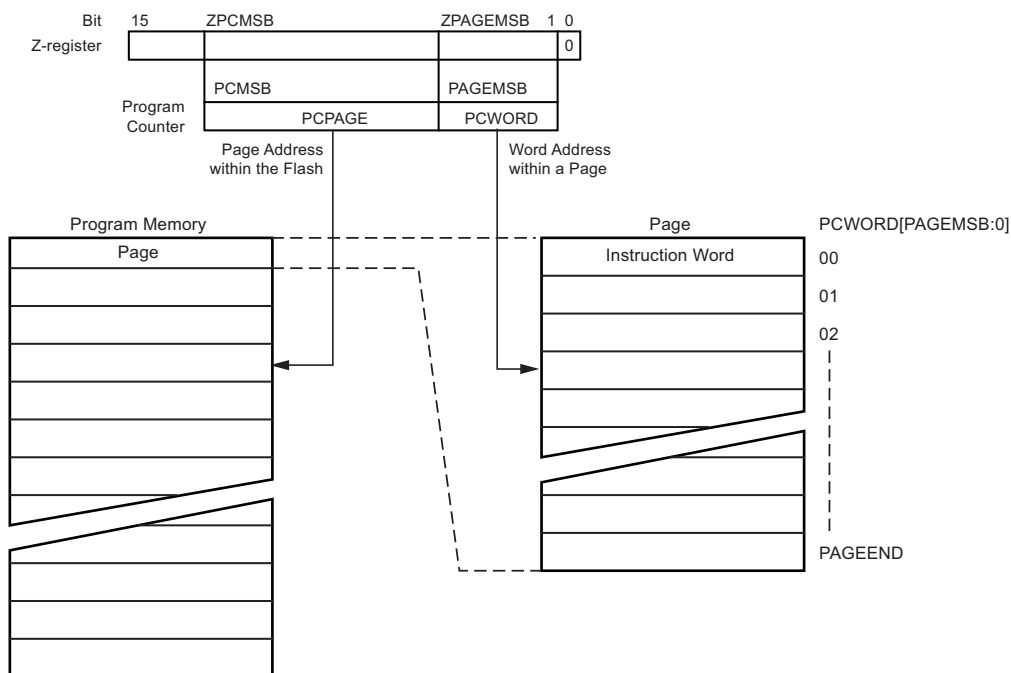 Bit 15 ZPCMSB ZPAGEMSB 1 0
Z-register 0
PCMSB PAGEMSB
Program
Counter
PCPAGE PCWORD
Page Address
within the Flash
Word Address
within a Page
Program Memory
Page
Page PCWORD[PAGEMSB:0]
Instruction Word 00
01
02
PAGEEND